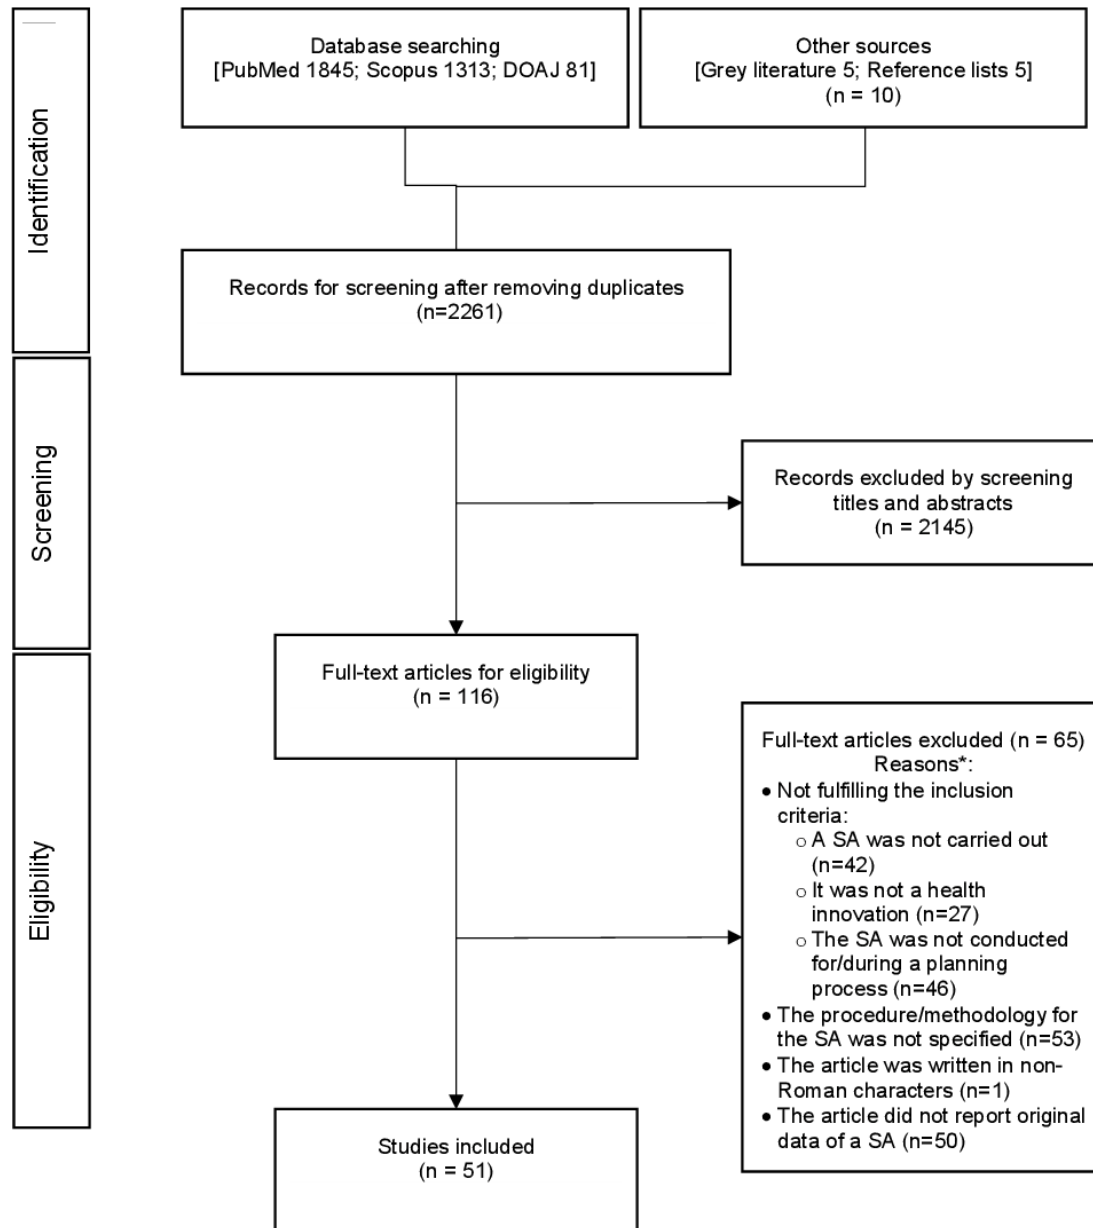 Identification
Database searching
[PubMed 1845; Scopus 1313; DOAJ 81]
Other sources
[Grey literature 5; Reference lists 5]
(n = 10)
Records for screening after removing duplicates
(n=2261)
Screening
Records excluded by screening
titles and abstracts
(n = 2145)
Eligibility
Full-text articles for eligibility
(n = 116)
Full-text articles excluded (n = 65)
Reasons*:
• Not fulfilling the inclusion
criteria:
o A SA was not carried out
(n=42)
o It was not a health
innovation (n=27)
o The SA was not conducted
for/during a planning
process (n=46)
• The procedure/methodology for
the SA was not specified (n=53)
• The article was written in non-
Roman characters (n=1)
• The article did not report original
data of a SA (n=50)
Studies included
(n = 51)